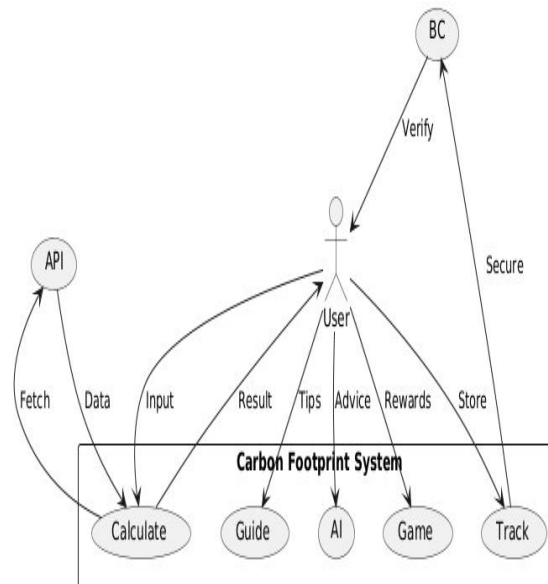 BC
Verify
API
Secure
User
Fetch
Data
Input
Result
Tips
Advice
Rewards
Store
Carbon Footprint System
Calculate
Guide
AI
Game
Track